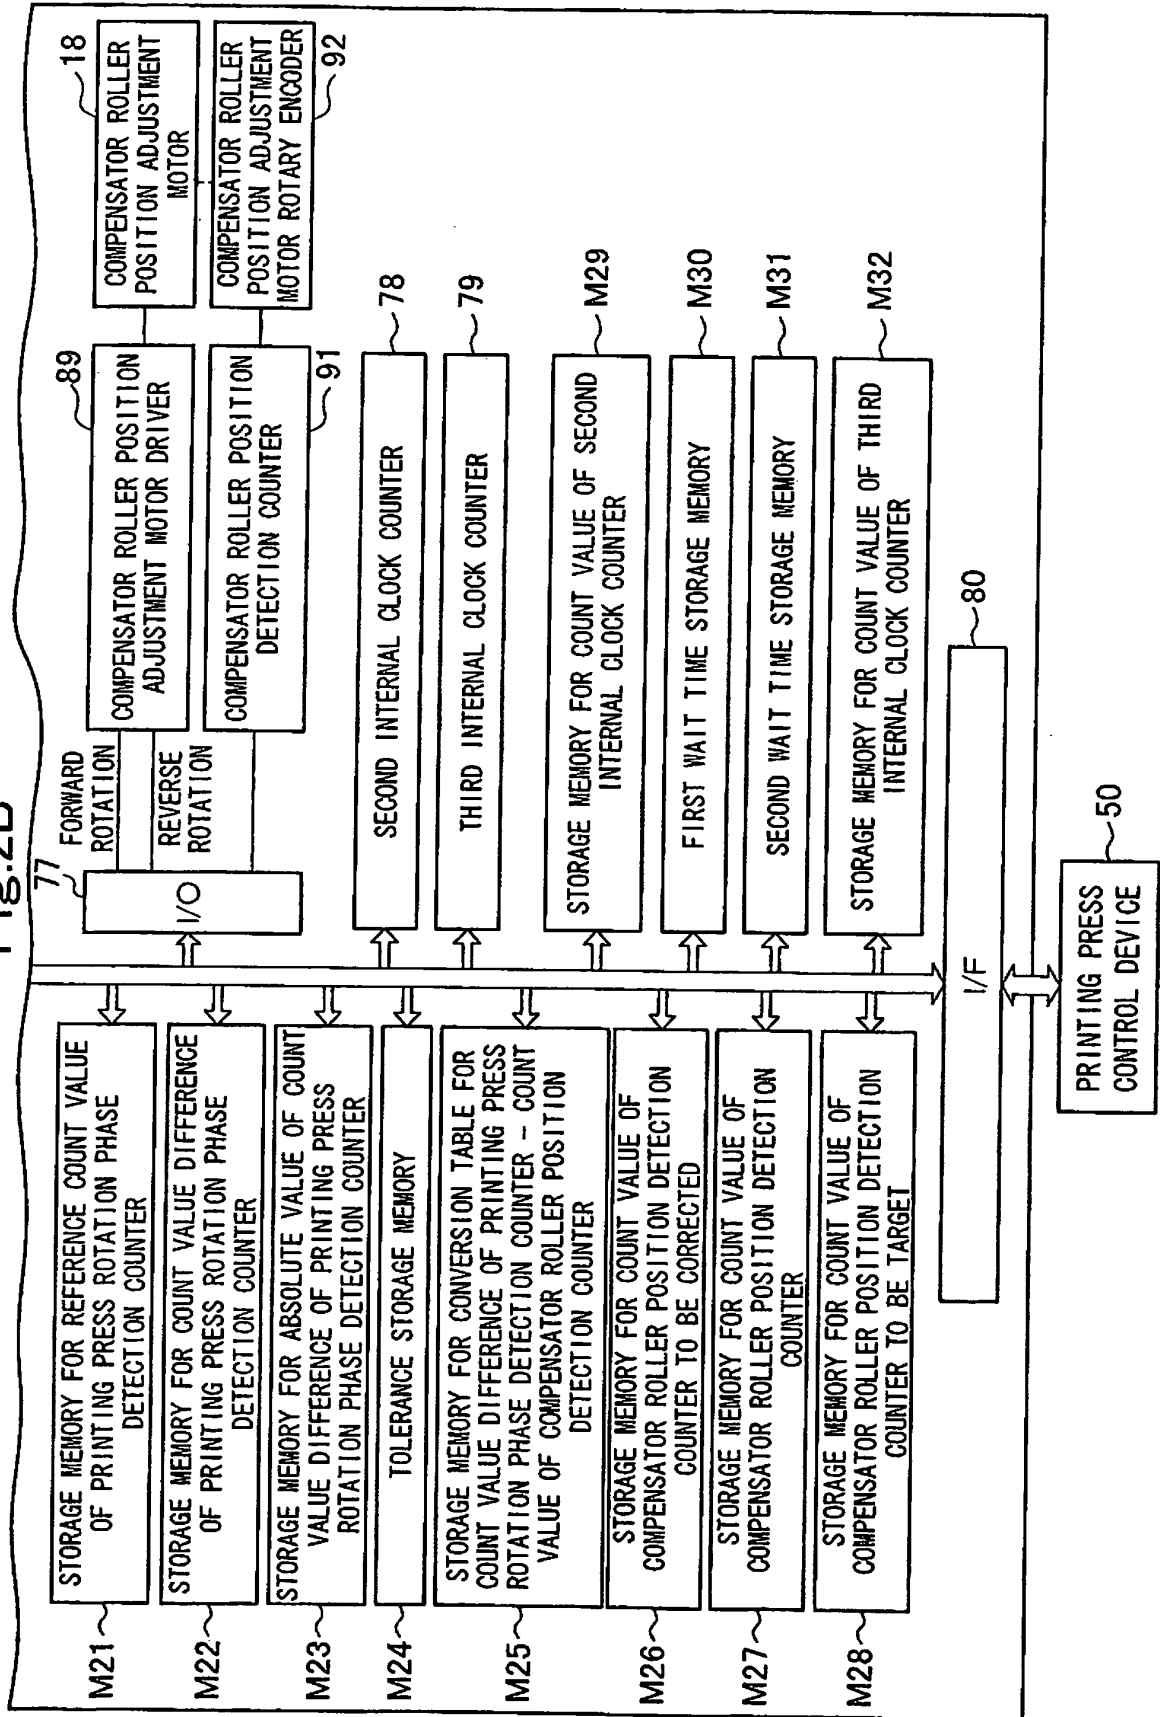 Fig.2B
STORAGE MEMORY FOR REFERENCE COUNT VALUE
OF PRINTING PRESS ROTATION PHASE
DETECTION COUNTER
M21
STORAGE MEMORY FOR COUNT VALUE DIFFERENCE
OF PRINTING PRESS ROTATION PHASE
DETECTION COUNTER
M22
STORAGE MEMORY FOR ABSOLUTE VALUE OF COUNT
VALUE DIFFERENCE OF PRINTING PRESS
ROTATION PHASE DETECTION COUNTER
M23
TOLERANCE STORAGE MEMORY
M24
STORAGE MEMORY FOR CONVERSION TABLE FOR
COUNT VALUE DIFFERENCE OF PRINTING PRESS
ROTATION PHASE DETECTION COUNTER – COUNT
VALUE OF COMPENSATOR ROLLER POSITION
DETECTION COUNTER
M25
STORAGE MEMORY FOR COUNT VALUE OF
COMPENSATOR ROLLER POSITION DETECTION
COUNTER TO BE CORRECTED
M26
STORAGE MEMORY FOR COUNT VALUE OF
COMPENSATOR ROLLER POSITION DETECTION
COUNTER
M27
STORAGE MEMORY FOR COUNT VALUE OF
COMPENSATOR ROLLER POSITION DETECTION
COUNTER TO BE TARGET
M28
77
I/O
FORWARD
ROTATION
REVERSE
ROTATION
89
COMPENSATOR ROLLER POSITION
ADJUSTMENT MOTOR DRIVER
18
COMPENSATOR ROLLER
POSITION ADJUSTMENT
MOTOR
COMPENSATOR ROLLER POSITION
DETECTION COUNTER
91
COMPENSATOR ROLLER
POSITION ADJUSTMENT
MOTOR ROTARY ENCODER
92
SECOND INTERNAL CLOCK COUNTER
78
THIRD INTERNAL CLOCK COUNTER
79
STORAGE MEMORY FOR COUNT VALUE OF SECOND
INTERNAL CLOCK COUNTER
M29
FIRST WAIT TIME STORAGE MEMORY
M30
SECOND WAIT TIME STORAGE MEMORY
M31
STORAGE MEMORY FOR COUNT VALUE OF THIRD
INTERNAL CLOCK COUNTER
M32
I/F
80
PRINTING PRESS
CONTROL DEVICE
50